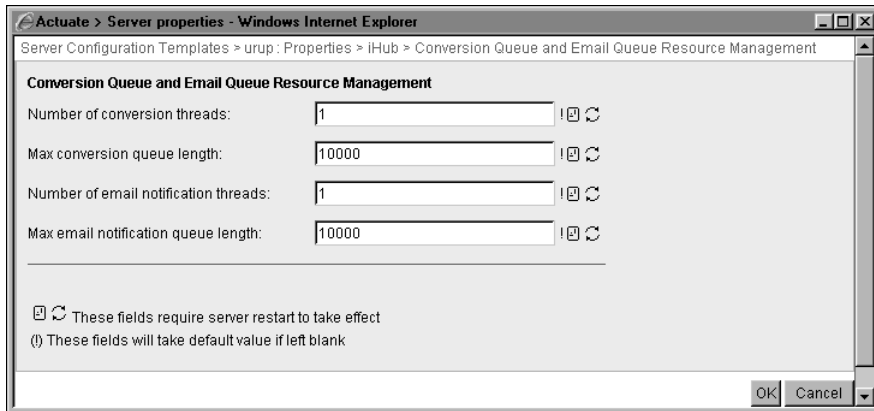 Actuate > Server properties - Windows Internet Explorer
Server Configuration Templates > urup : Properties > iHub > Conversion Queue and Email Queue Resource Management
Conversion Queue and Email Queue Resource Management
Number of conversion threads: 1 !
Max conversion queue length: 10000 !
Number of email notification threads: 1 !
Max email notification queue length: 10000 !
These fields require server restart to take effect
(!) These fields will take default value if left blank
OK Cancel